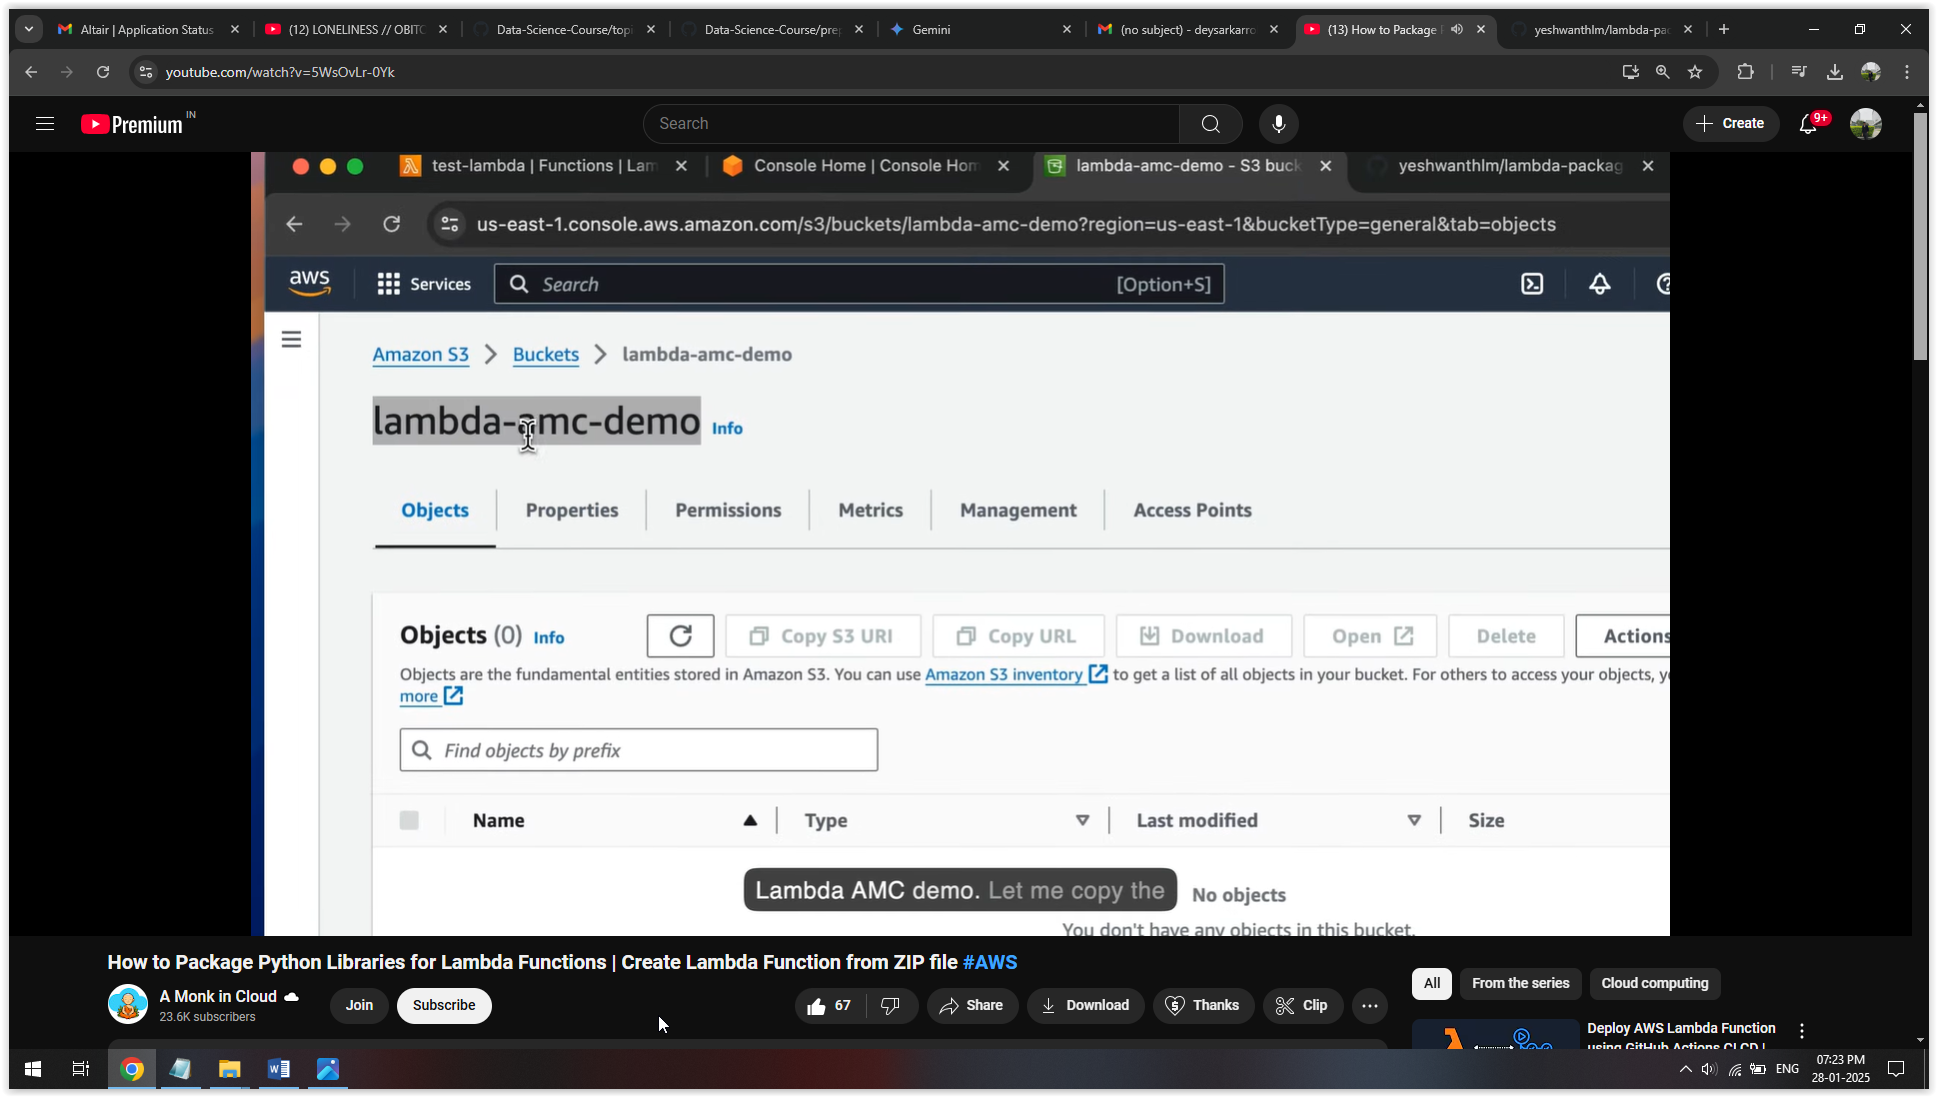 Altair | Application Status
(12) LONELINESS // OBITO
Data-Science-Course/topi
Data-Science-Course/pre
Gemini
(no subject) - deysarkarro
(13) How to Package
yeshwanthlm/lambda-pac
youtube.com/watch?v=5WsOvLr-0Yk
Premium IN
Search
Create
9+
test-lambda | Functions | Lam
Console Home | Console Hom
lambda-amc-demo - S3 buck
yeshwanthlm/lambda-packag
us-east-1.console.aws.amazon.com/s3/buckets/lambda-amc-demo?region=us-east-1&bucketType=general&tab=objects
aws
Services
Search
[Option+S]
Amazon S3 > Buckets > lambda-amc-demo
lambda-amc-demo Info
Objects
Properties
Permissions
Metrics
Management
Access Points
Objects (0) Info
Copy S3 URI
Copy URL
Download
Open
Delete
Actions
Objects are the fundamental entities stored in Amazon S3. You can use Amazon S3 inventory to get a list of all objects in your bucket. For others to access your objects, y
more
Find objects by prefix
Name
Type
Last modified
Size
Lambda AMC demo. Let me copy the
No objects
You don't have any objects in this bucket.
How to Package Python Libraries for Lambda Functions | Create Lambda Function from ZIP file #AWS
A Monk in Cloud
23.6K subscribers
Join
Subscribe
67
Share
Download
Thanks
Clip
All
From the series
Cloud computing
Deploy AWS Lambda Function
using GitHub Actions CI CD |
ENG
07:23 PM
28-01-2025